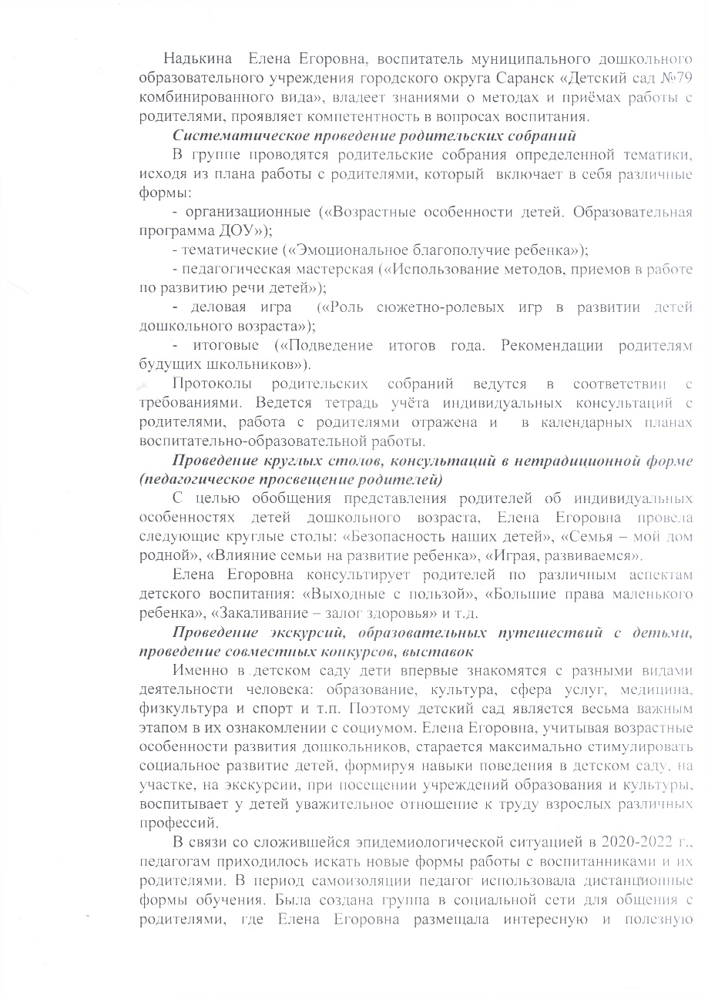 Надькина Елена Егоровна, воспитатель муниципального дошкольного
образовательного учреждения городского округа Саранск «Детский сад №79
комбинированного вида», владеет знаниями о методах и приёмах работы с
родителями, проявляет компетентность в вопросах воспитания.
Систематическое проведение родительских собраний
В группе проводятся родительские собрания определенной тематики,
исходя из плана работы с родителями, который включает в себя различные
формы:
- организационные («Возрастные особенности детей. Образовательная
программа ДОУ»);
- тематические («Эмоциональное благополучие ребенка»);
- педагогическая мастерская («Использование методов, приемов в работе
по развитию речи детей»);
- деловая игра («Роль сюжетно-ролевых игр в развитии детей
дошкольного возраста»);
- итоговые («Подведение итогов года. Рекомендации родителям
будущих школьников»).
Протоколы родительских собраний ведутся в соответствии с
требованиями. Ведется тетрадь учёта индивидуальных консультаций с
родителями, работа с родителями отражена и в календарных планах
воспитательно-образовательной работы.
Проведение круглых столов, консультаций в нетрадиционной форме
(педагогическое просвещение родителей)
С целью обобщения представления родителей об индивидуальных
особенностях детей дошкольного возраста, Елена Егоровна провела
следующие круглые столы: «Безопасность наших детей», «Семья – мой дом
родной», «Влияние семьи на развитие ребенка», «Играя, развиваемся».
Елена Егоровна консультирует родителей по различным аспектам
детского воспитания: «Выходные с пользой», «Большие права маленького
ребенка», «Закаливание – залог здоровья» и т.д.
Проведение экскурсий, образовательных путешествий с детьми,
проведение совместных конкурсов, выставок
Именно в детском саду дети впервые знакомятся с разными видами
деятельности человека: образование, культура, сфера услуг, медицина,
физкультура и спорт и т.п. Поэтому детский сад является весьма важным
этапом в их ознакомлении с социумом. Елена Егоровна, учитывая возрастные
особенности развития дошкольников, старается максимально стимулировать
социальное развитие детей, формируя навыки поведения в детском саду, на
участке, на экскурсии, при посещении учреждений образования и культуры,
воспитывает у детей уважительное отношение к труду взрослых различных
профессий.
В связи со сложившейся эпидемиологической ситуацией в 2020-2022 г.,
педагогам приходилось искать новые формы работы с воспитанниками и их
родителями. В период самоизоляции педагог использовала дистанционные
формы обучения. Была создана группа в социальной сети для общения с
родителями, где Елена Егоровна размещала интересную и полезную